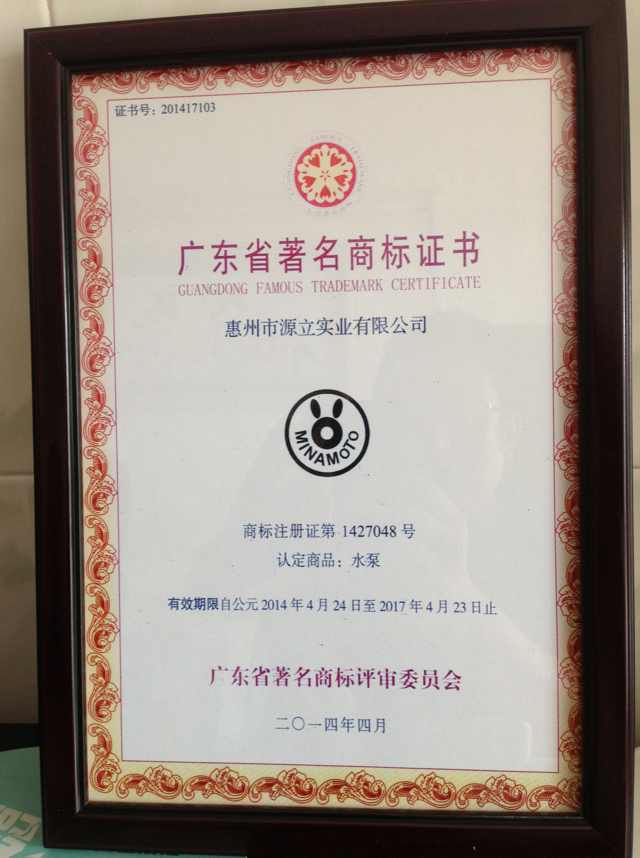 证书号：201417103
广东省著名商标证书
GUANGDONG FAMOUS TRADEMARK CERTIFICATE
惠州市源立实业有限公司
MINAMOTO
商标注册证第 1427048 号
认定商品：水泵
有效期限自公元 2014 年 4 月 24 日至 2017 年 4 月 23 日止
广东省著名商标评审委员会
二〇一四年四月